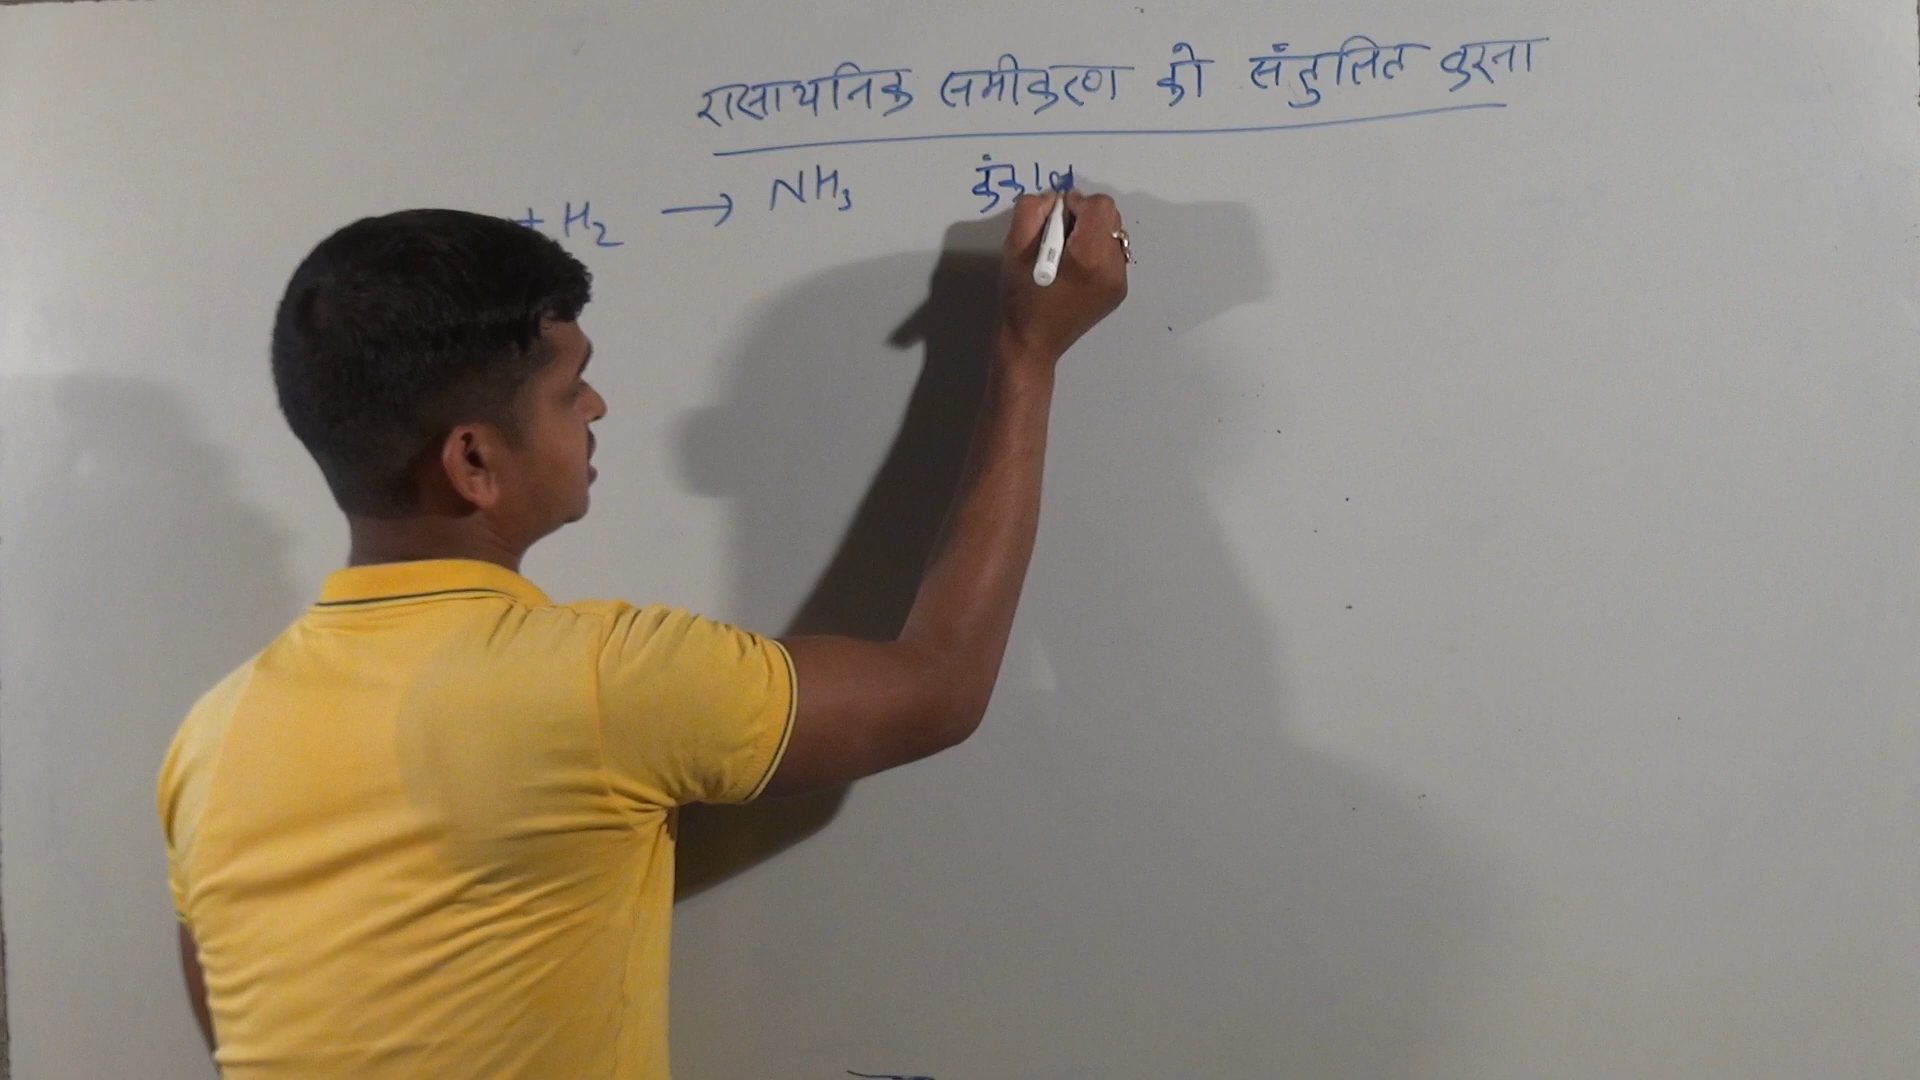 रासायनिक समीकरण को संतुलित करना
+ H₂ → NH₃ कंकाल